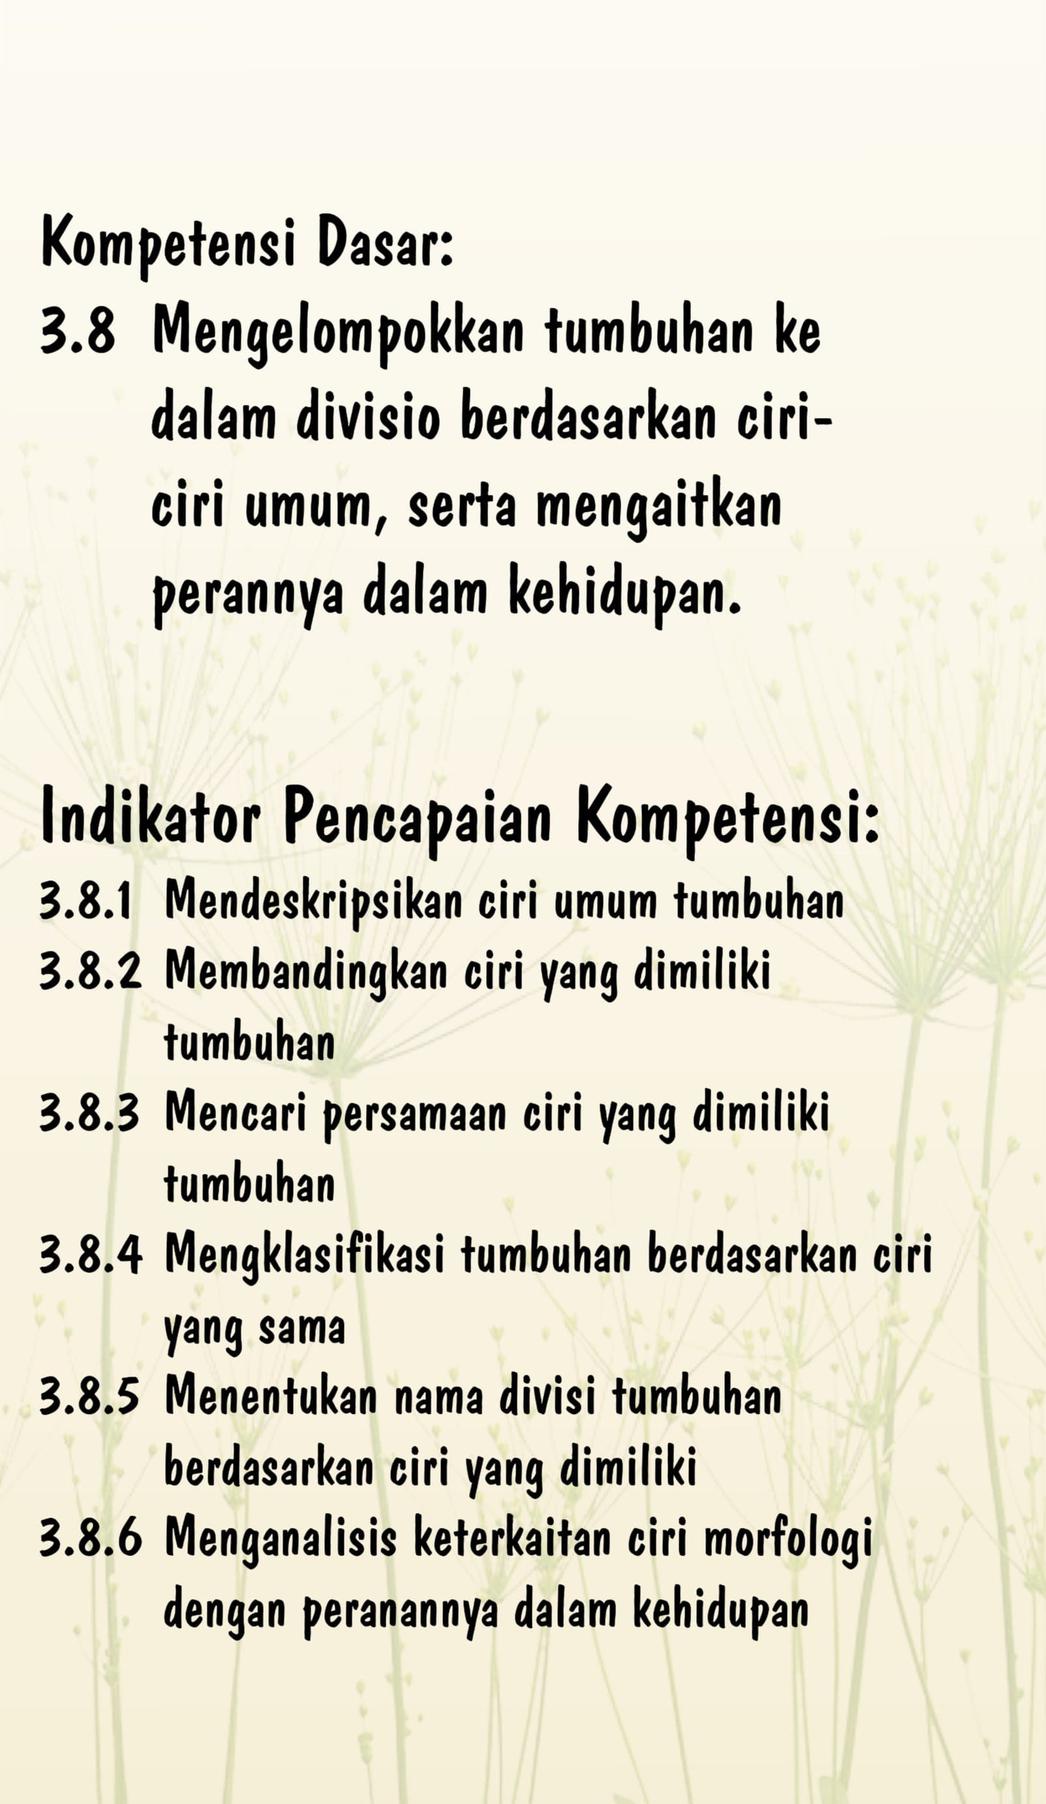 Kompetensi Dasar:
3.8 Mengelompokkan tumbuhan ke
dalam divisio berdasarkan ciri-
ciri umum, serta mengaitkan
perannya dalam kehidupan.
Indikator Pencapaian Kompetensi:
3.8.1 Mendeskripsikan ciri umum tumbuhan
3.8.2 Membandingkan ciri yang dimiliki
tumbuhan
3.8.3 Mencari persamaan ciri yang dimiliki
tumbuhan
3.8.4 Mengklasifikasi tumbuhan berdasarkan ciri
yang sama
3.8.5 Menentukan nama divisi tumbuhan
berdasarkan ciri yang dimiliki
3.8.6 Menganalisis keterkaitan ciri morfologi
dengan peranannya dalam kehidupan